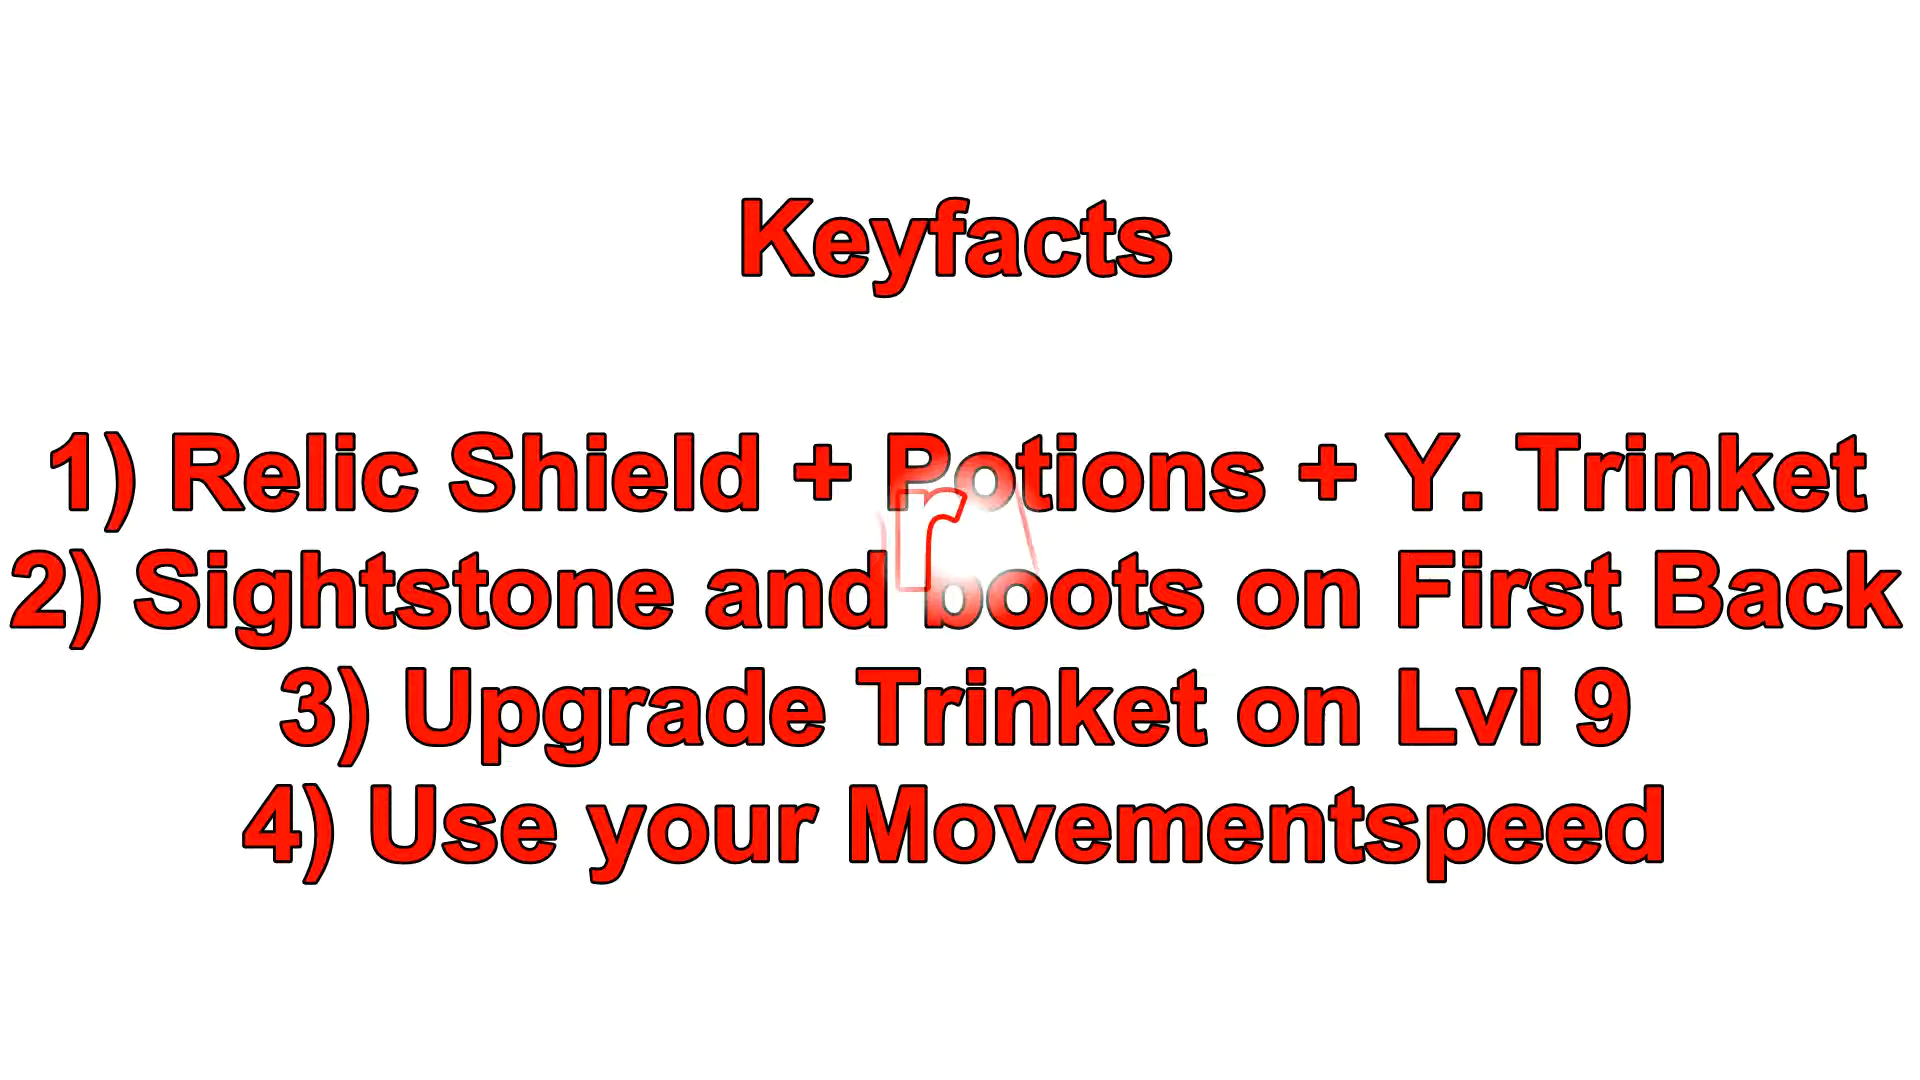 Keyfacts
1) Relic Shield + Potions + Y. Trinket
2) Sightstone and boots on First Back
3) Upgrade Trinket on Lvl 9
4) Use your Movementspeed